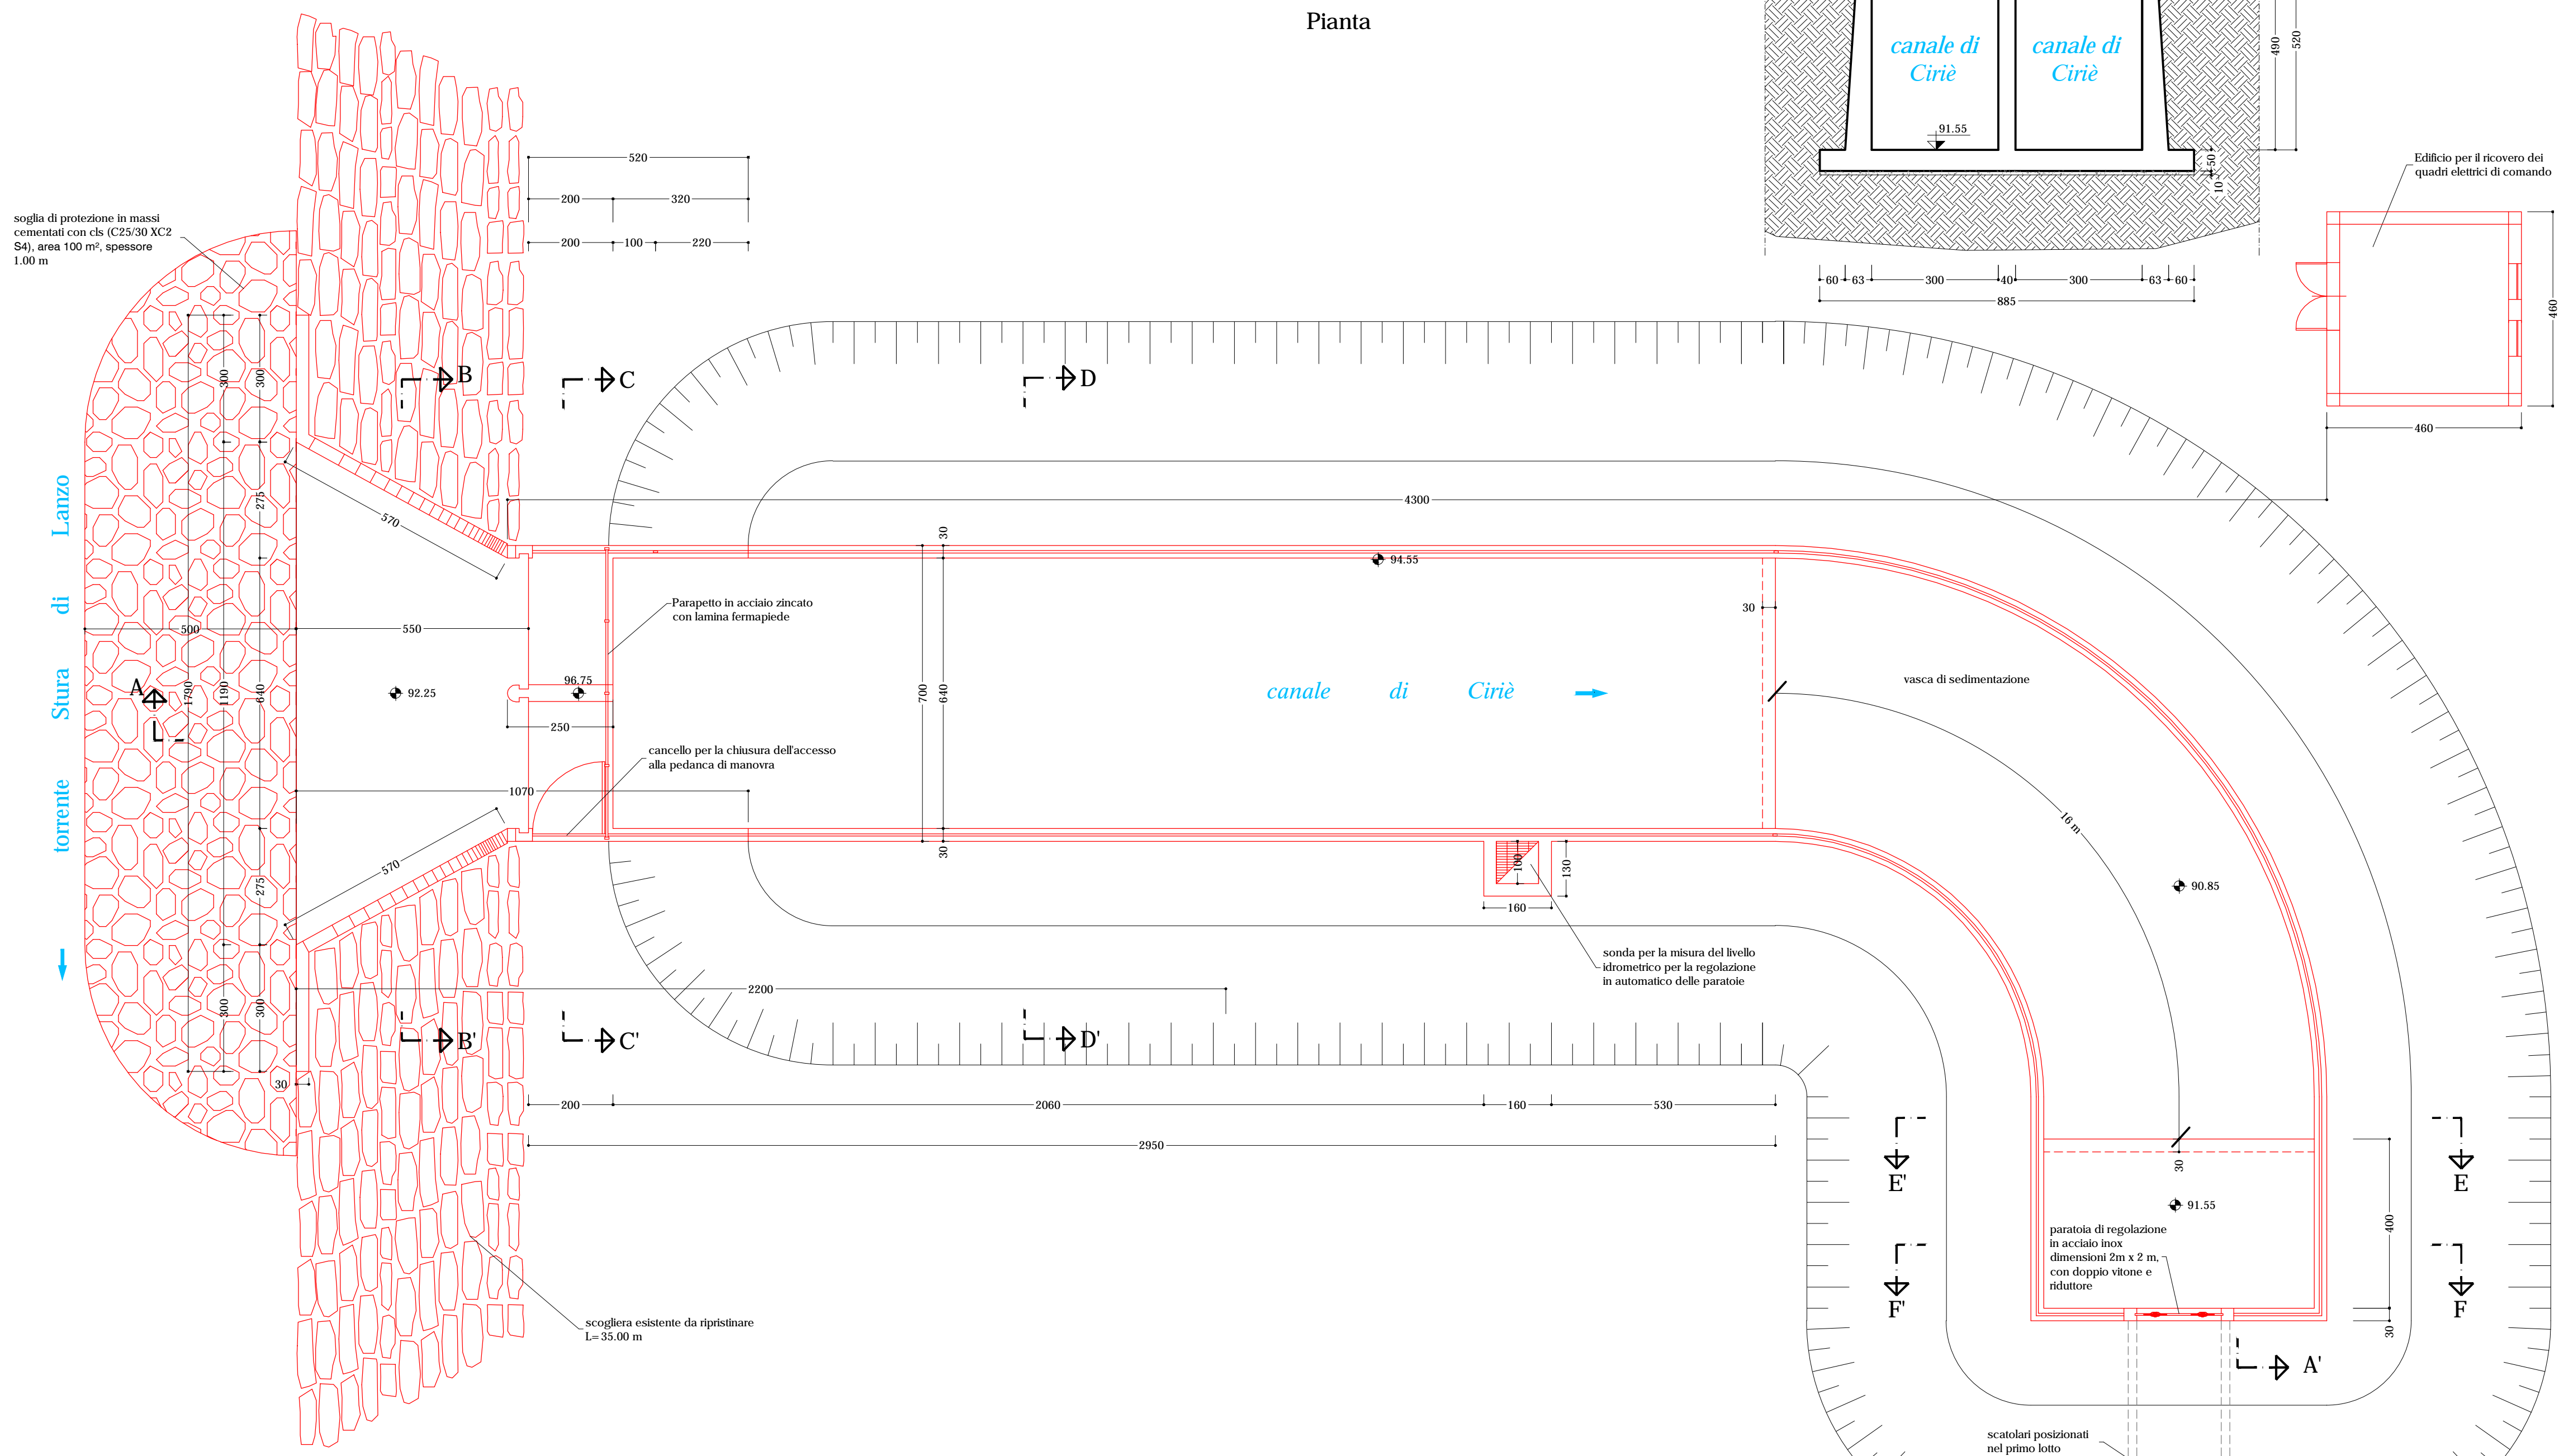 Pianta
canale di
Ciriè
canale di
Ciriè
91.55
490
520
50
10
60
63
300
40
300
63
60
885
Edificio per il ricovero dei
quadri elettrici di comando
460
460
soglia di protezione in massi
cementati con cls (C25/30 XC2
S4), area 100 m², spessore
1.00 m
520
200
320
200
100
220
B
C
D
300
300
275
570
4300
30
94.55
Parapetto in acciaio zincato
con lamina fermapiede
30
500
550
torrente Stura di Lanzo
A
1790
1190
640
92.25
96.75
250
700
640
canale di Ciriè
vasca di sedimentazione
cancello per la chiusura dell'accesso
alla pedanca di manovra
1070
16 m
570
275
30
100
130
160
90.85
sonda per la misura del livello
idrometrico per la regolazione
in automatico delle paratoie
2200
300
300
B'
C'
D'
30
200
2060
160
530
2950
30
E'
E
91.55
400
paratoia di regolazione
in acciaio inox
dimensioni 2m x 2 m,
con doppio vitone e
riduttore
F'
F
30
scogliera esistente da ripristinare
L=35.00 m
A'
scatolari posizionati
nel primo lotto